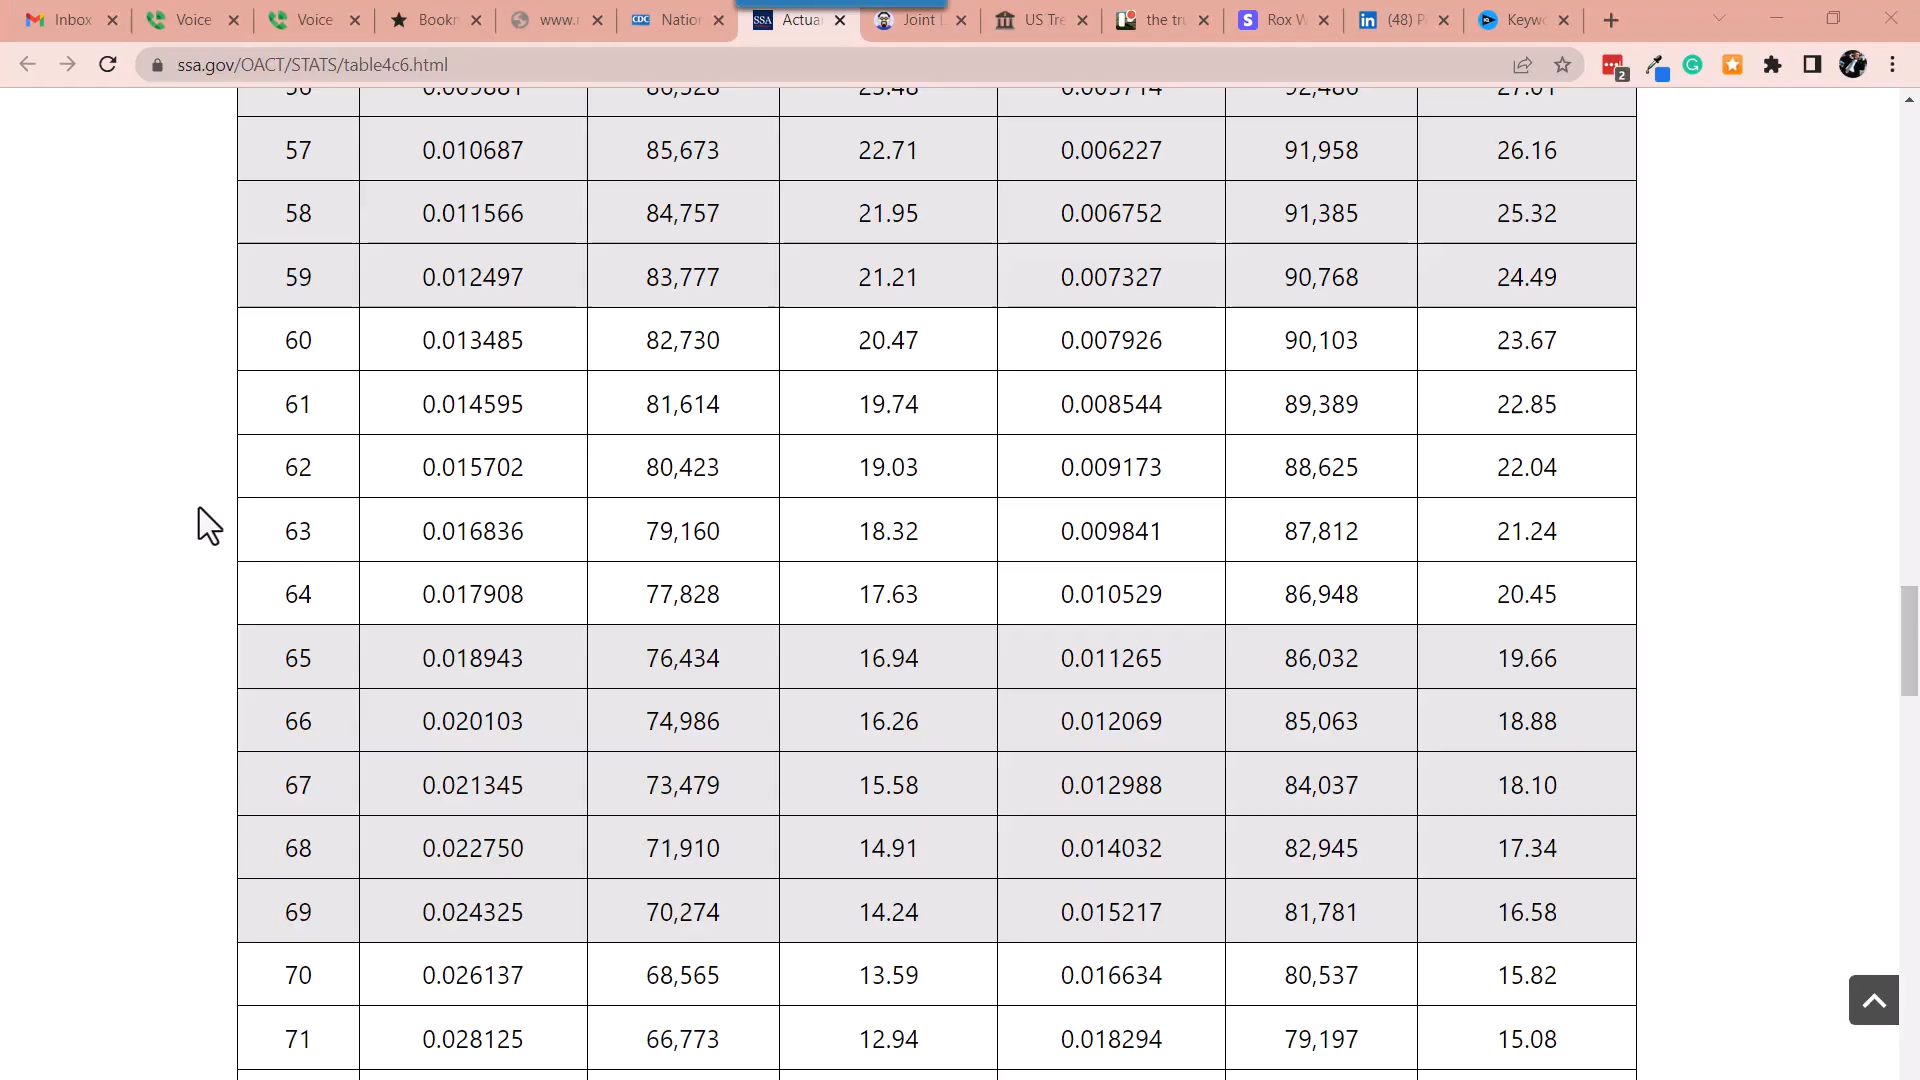 Inbox Voice Voice Bookn www.r Natior Actuar Joint L US Tre the tru Rox W (48) P Keywo
ssa.gov/OACT/STATS/table4c6.html
2
57 0.010687 85,673 22.71 0.006227 91,958 26.16
58 0.011566 84,757 21.95 0.006752 91,385 25.32
59 0.012497 83,777 21.21 0.007327 90,768 24.49
60 0.013485 82,730 20.47 0.007926 90,103 23.67
61 0.014595 81,614 19.74 0.008544 89,389 22.85
62 0.015702 80,423 19.03 0.009173 88,625 22.04
63 0.016836 79,160 18.32 0.009841 87,812 21.24
64 0.017908 77,828 17.63 0.010529 86,948 20.45
65 0.018943 76,434 16.94 0.011265 86,032 19.66
66 0.020103 74,986 16.26 0.012069 85,063 18.88
67 0.021345 73,479 15.58 0.012988 84,037 18.10
68 0.022750 71,910 14.91 0.014032 82,945 17.34
69 0.024325 70,274 14.24 0.015217 81,781 16.58
70 0.026137 68,565 13.59 0.016634 80,537 15.82
71 0.028125 66,773 12.94 0.018294 79,197 15.08